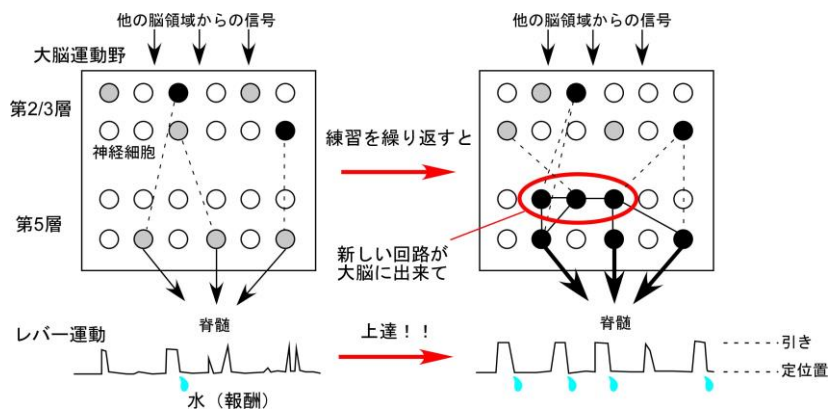 他の脳領域からの信号
他の脳領域からの信号
大脳運動野
第2/3層
神経細胞
練習を繰り返すと
第5層
新しい回路が
大脳に出来て
脊髄
脊髄
レバー運動
上達！！
引き
定位置
水（報酬）